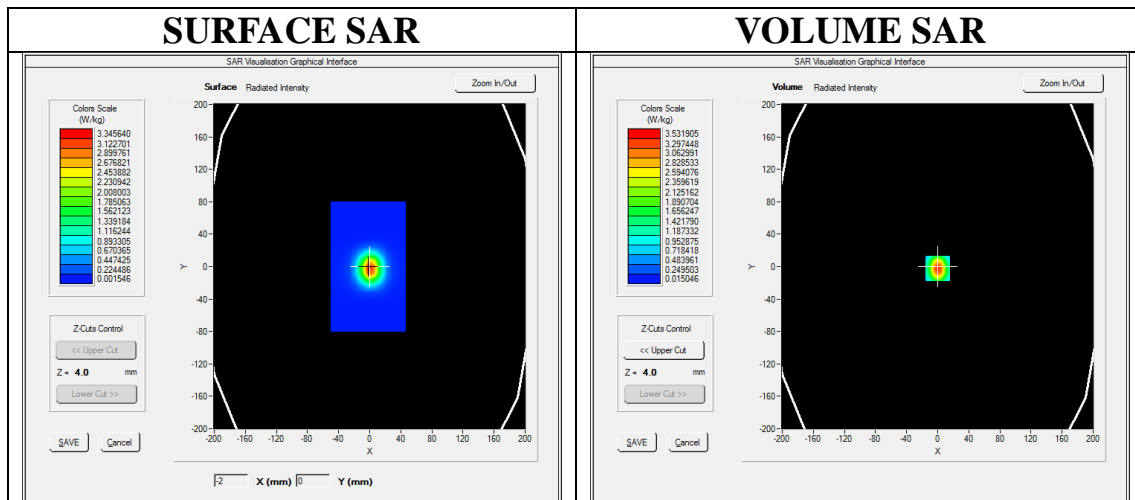 SURFACE SAR
SAR Visualisation Graphical Interface
Surface Radiated Intensity
Zoom In/Out
Colors Scale
(W/kg)
3.345640
3.122701
2.899761
2.676821
2.453882
2.230942
2.008003
1.785063
1.562123
1.339184
1.116244
0.893305
0.670365
0.447425
0.224486
0.001546
Z-Cuts Control
<< Upper Cut
Z = 4.0 mm
Lower Cut >>
SAVE Cancel
200
160
120
80
40
0
-40
-80
-120
-160
-200
Y
-200 -160 -120 -80 -40 0 40 80 120 160 200
X
-2 X (mm) 0 Y (mm)
VOLUME SAR
SAR Visualisation Graphical Interface
Volume Radiated Intensity
Zoom In/Out
Colors Scale
(W/kg)
3.531905
3.297448
3.062991
2.828533
2.594076
2.359619
2.125162
1.890704
1.656247
1.421790
1.187332
0.952875
0.718418
0.483961
0.249503
0.015046
Z-Cuts Control
<< Upper Cut
Z = 4.0 mm
Lower Cut >>
SAVE Cancel
200
160
120
80
40
0
-40
-80
-120
-160
-200
Y
-200 -160 -120 -80 -40 0 40 80 120 160 200
X